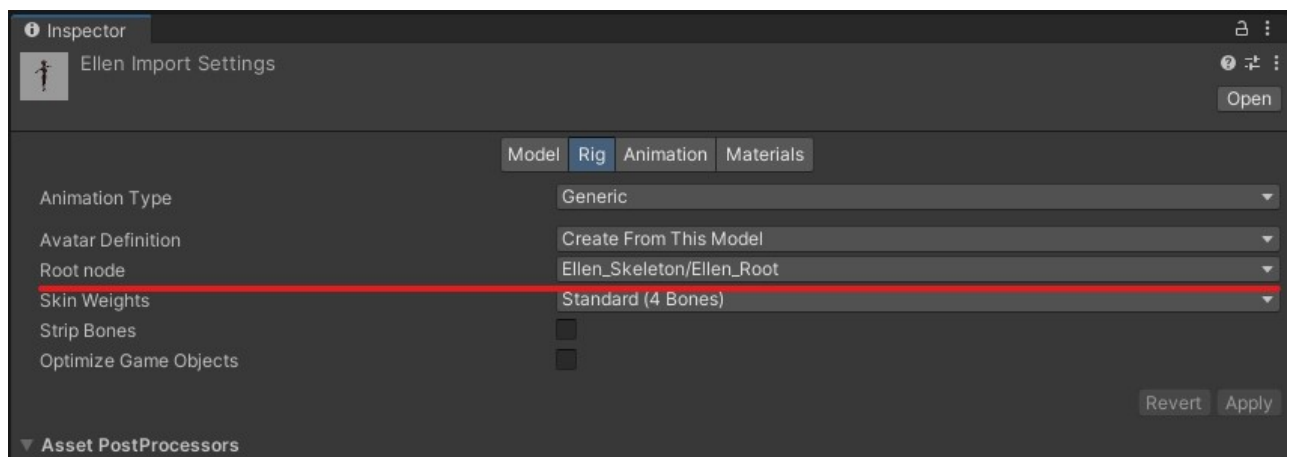 Inspector
Ellen Import Settings
Open
Model Rig Animation Materials
Animation Type Generic
Avatar Definition Create From This Model
Root node Ellen_Skeleton/Ellen_Root
Skin Weights Standard (4 Bones)
Strip Bones
Optimize Game Objects
Revert Apply
Asset PostProcessors